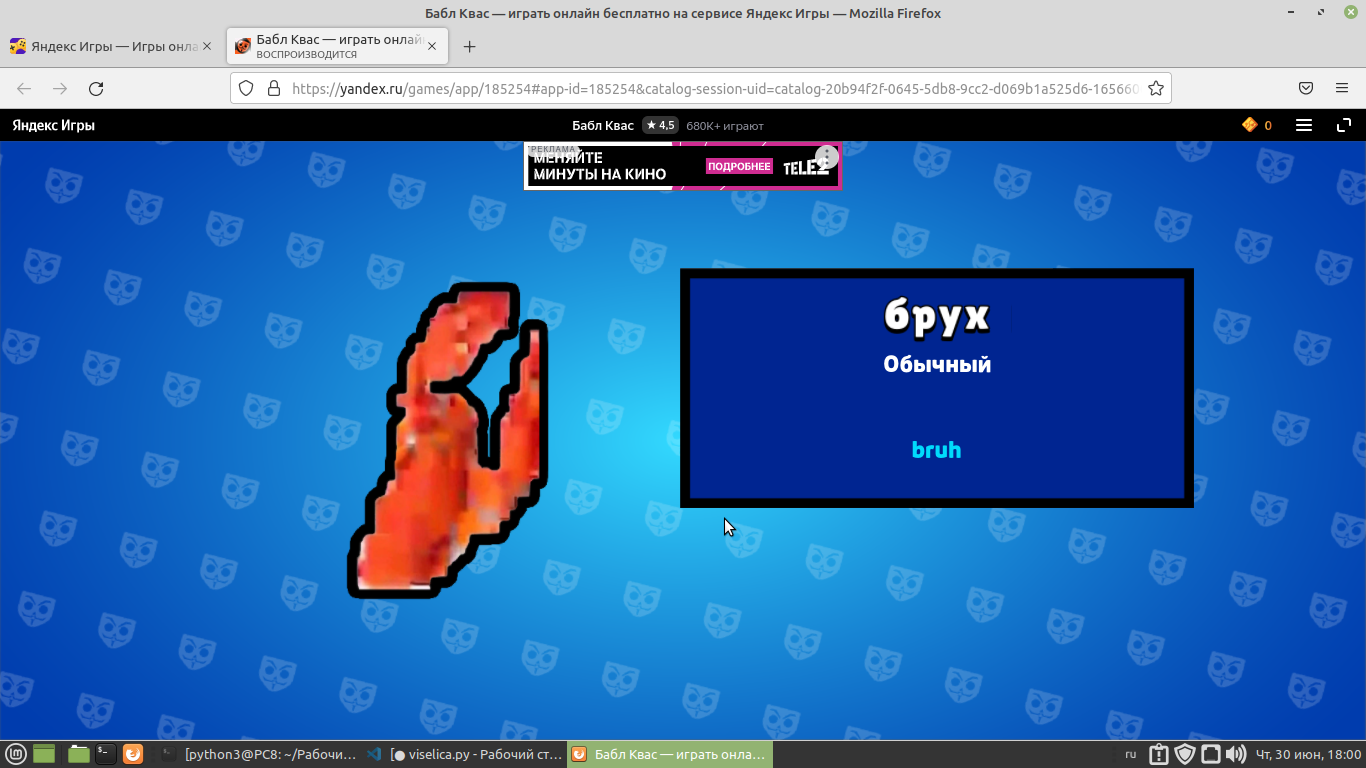 Бабл Квас — играть онлайн бесплатно на сервисе Яндекс Игры — Mozilla Firefox
Яндекс Игры — Игры онла
Бабл Квас — играть онлайн
ВОСПРОИЗВОДИТСЯ
https://yandex.ru/games/app/185254#app-id=185254&catalog-session-uid=catalog-20b94f2f-0645-5db8-9cc2-d069b1a525d6-165660
Яндекс Игры
Бабл Квас ★ 4,5 680K+ играют
0
РЕКЛАМА
МЕНЯЙТЕ
МИНУТЫ НА КИНО
ПОДРОБНЕЕ
TELE2
брух
Обычный
bruh
[python3@PC8: ~/Рабочи…
[● viselica.py - Рабочий ст…
Бабл Квас — играть онла…
ru
Чт, 30 июн, 18:00